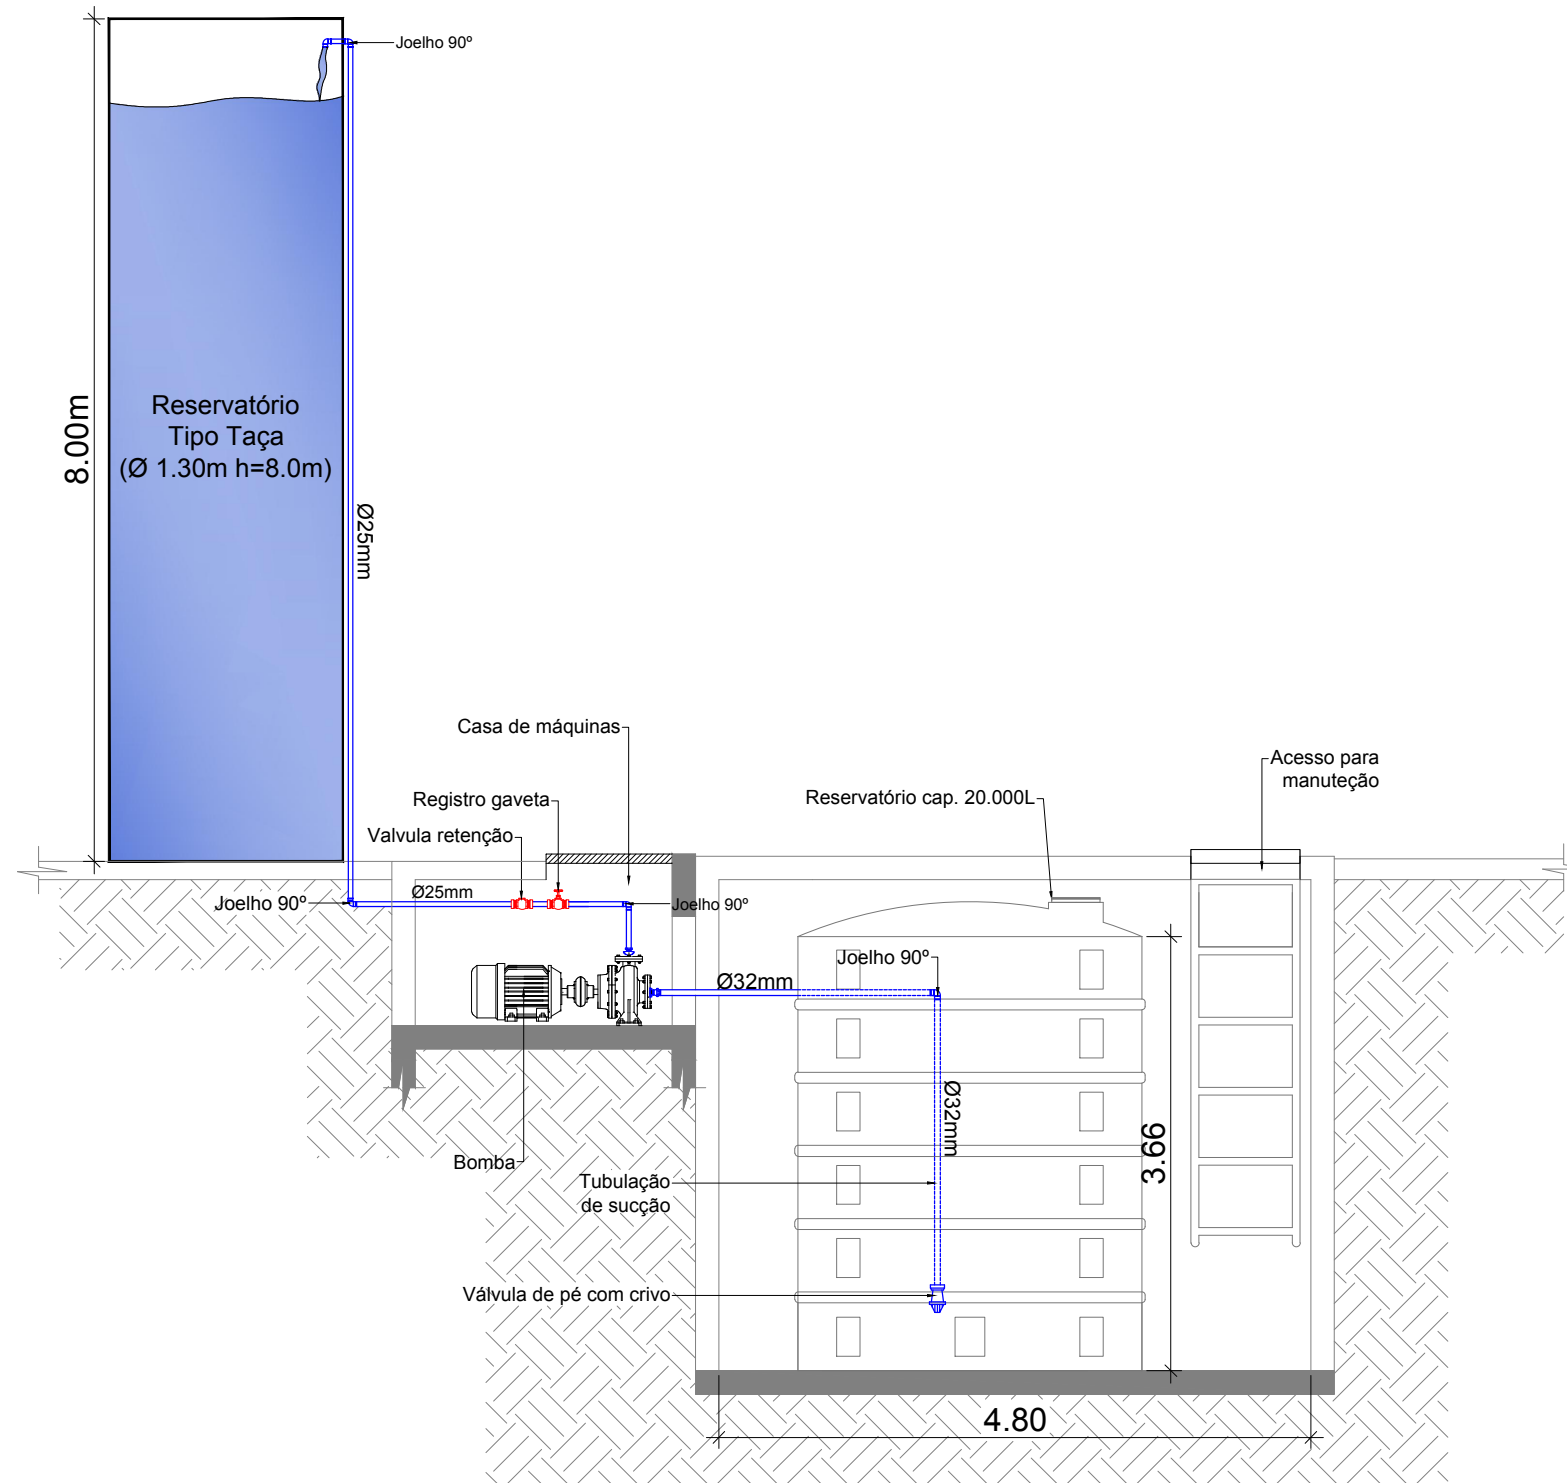 Joelho 90º
8.00m
Reservatório
Tipo Taça
(Ø 1.30m h=8.0m)
Ø25mm
Casa de máquinas
Acesso para
manuteção
Registro gaveta
Reservatório cap. 20.000L
Valvula retenção
Ø25mm
Joelho 90º
Joelho 90º
Joelho 90º
Ø32mm
Ø32mm
3.66
Bomba
Tubulação
de sucção
Válvula de pé com crivo
4.80